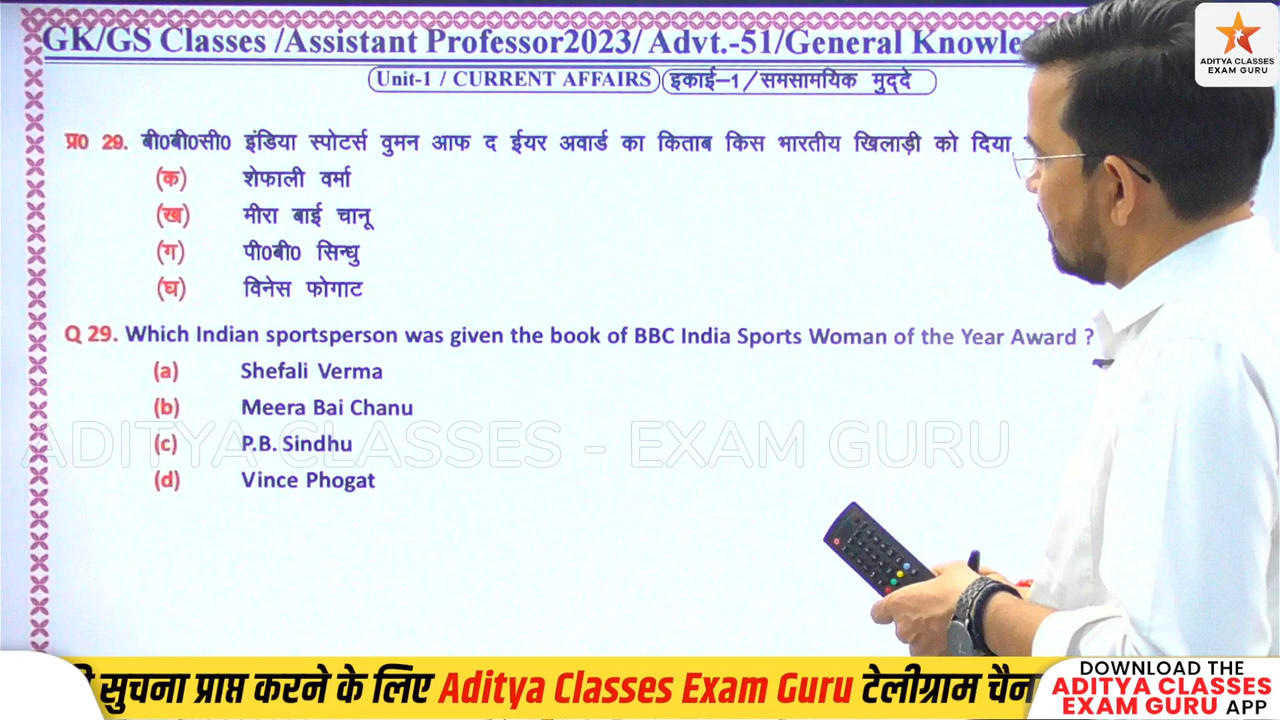 GK/GS Classes /Assistant Professor2023/ Advt.-51/General
Unit-1 / CURRENT AFFAIRS इकाई–1/समसामयिक मुद्दे
प्र0 29. बी0बी0सी0 इंडिया स्पोटर्स वुमन आफ द ईयर अवार्ड का किताब किस भारतीय खिलाड़ी को दिया
(क) शेफाली वर्मा
(ख) मीरा बाई चानू
(ग) पी0बी0 सिन्धु
(घ) विनेस फोगाट
Q 29. Which Indian sportsperson was given the book of BBC India Sports Woman of the Year Award ?
(a) Shefali Verma
(b) Meera Bai Chanu
(c) P.B. Sindhu
(d) Vince Phogat
ADITYA CLASSES - EXAM GURU
ADITYA CLASSES
EXAM GURU
सुचना प्राप्त करने के लिए Aditya Classes Exam Guru टेलीग्राम
DOWNLOAD THE
ADITYA CLASSES
EXAM GURU APP